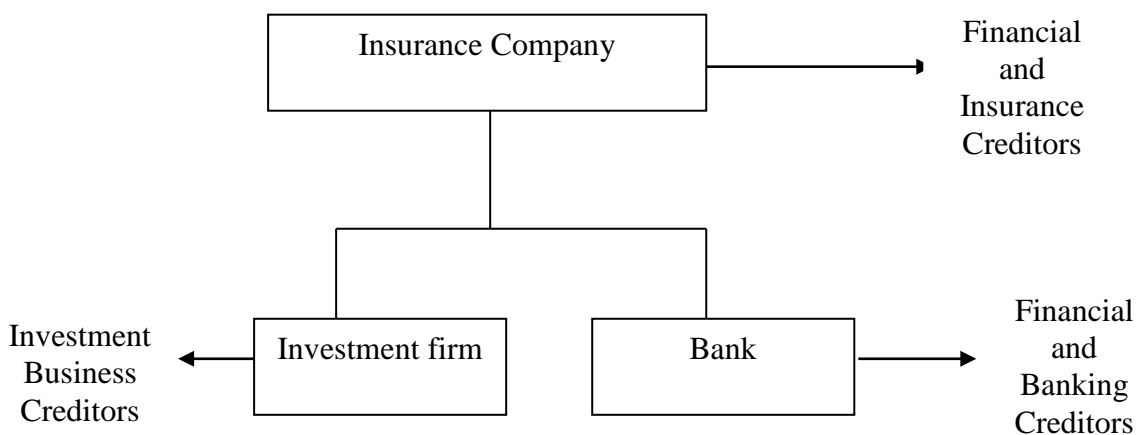 Insurance Company
Financial
and
Insurance
Creditors
Investment
Business
Creditors
Investment firm
Bank
Financial
and
Banking
Creditors